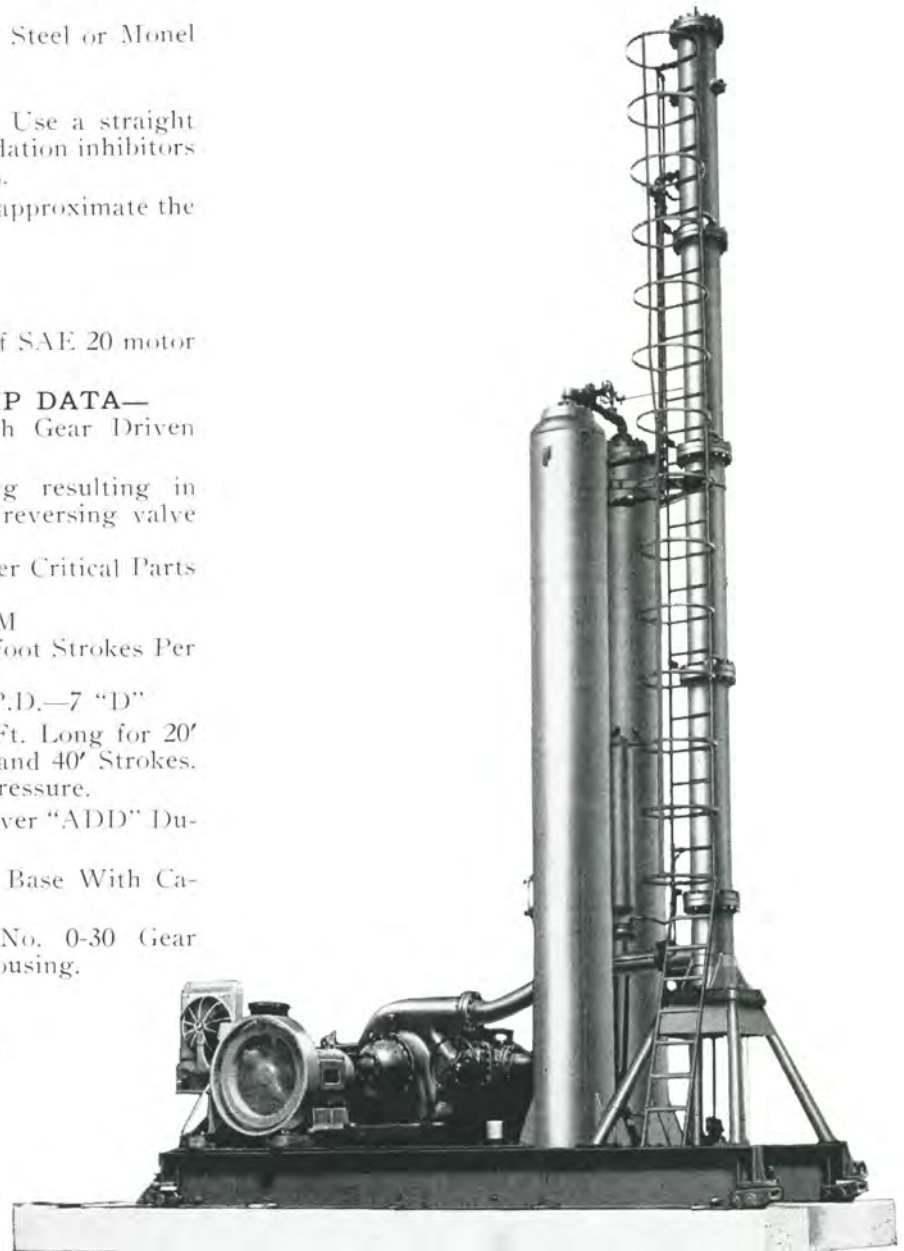 Steel or Monel
Use a straight
dation inhibitors
approximate the
f SAE 20 motor
P DATA—
h Gear Driven
g resulting in
reversing valve
er Critical Parts
M
Foot Strokes Per
P.D.—7 “D”
Ft. Long for 20′
and 40′ Strokes.
ressure.
ver “ADD” Du-
Base With Ca-
No. 0-30 Gear
ousing.